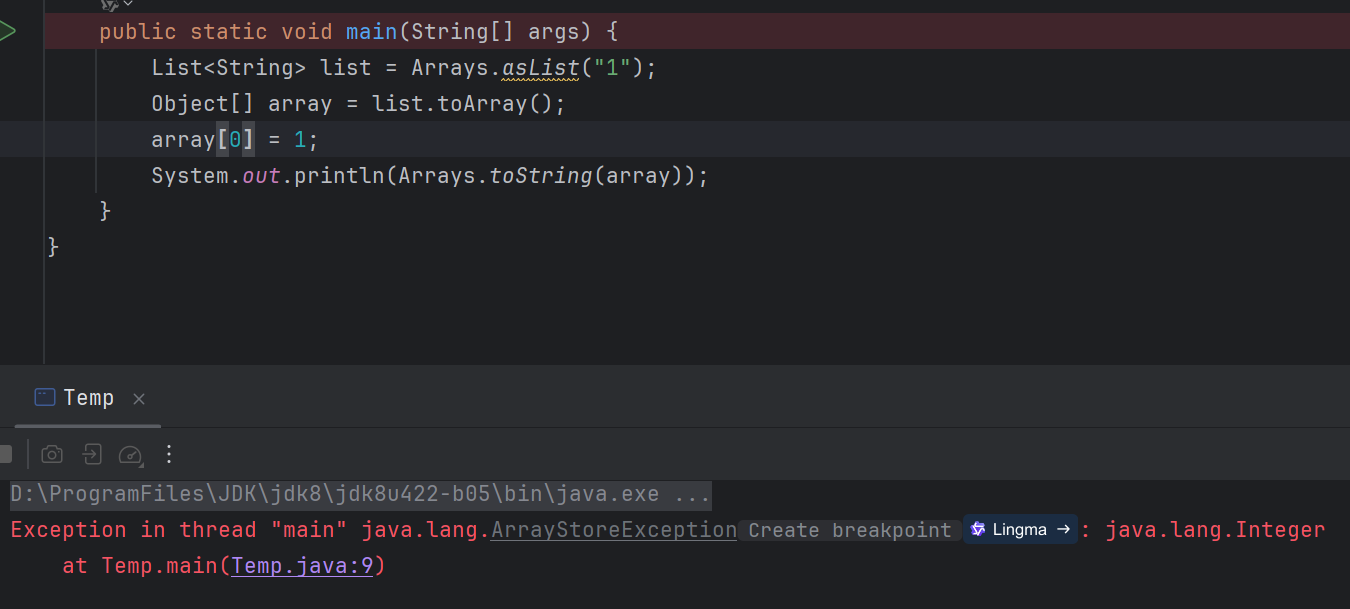 public static void main(String[] args) {
List<String> list = Arrays.asList("1");
Object[] array = list.toArray();
array[0] = 1;
System.out.println(Arrays.toString(array));
}
}
Temp
D:\ProgramFiles\JDK\jdk8\jdk8u422-b05\bin\java.exe ...
Exception in thread "main" java.lang.ArrayStoreException Create breakpoint Lingma → : java.lang.Integer
at Temp.main(Temp.java:9)